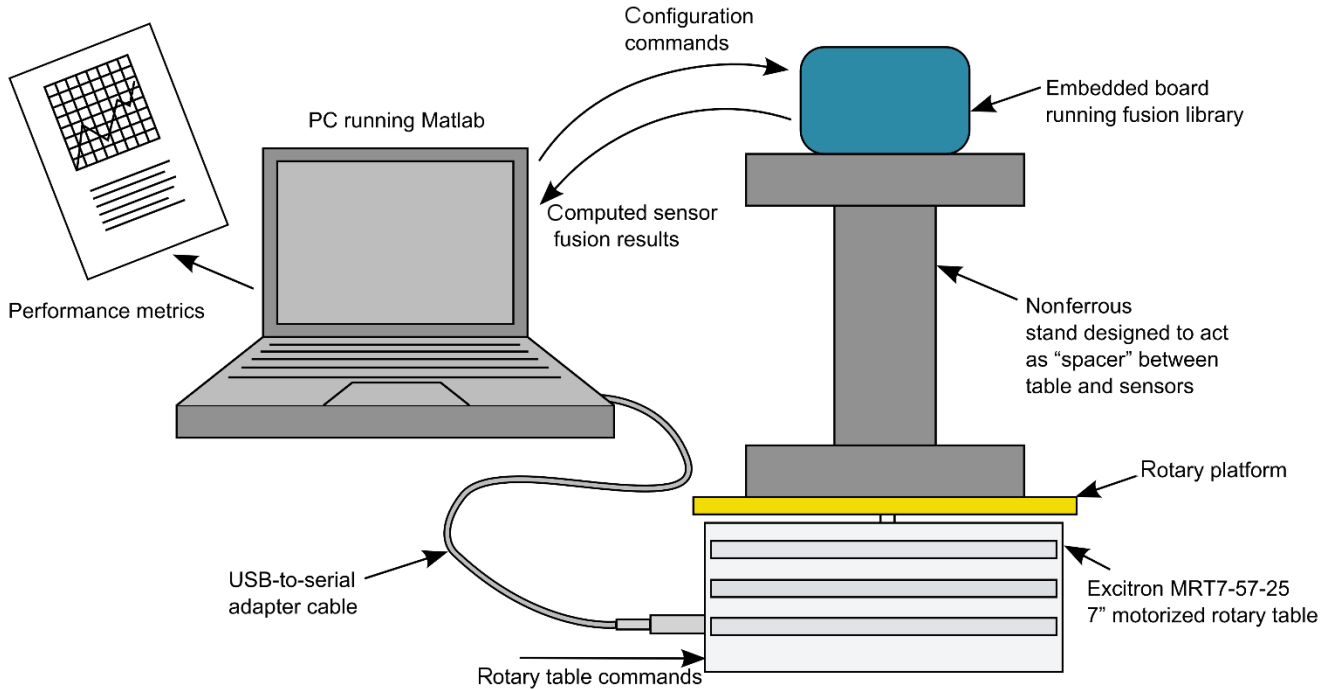 Configuration
commands
PC running Matlab
Embedded board
running fusion library
Computed sensor
fusion results
Performance metrics
Nonferrous
stand designed to act
as “spacer” between
table and sensors
Rotary platform
USB-to-serial
adapter cable
Excitron MRT7-57-25
7” motorized rotary table
Rotary table commands